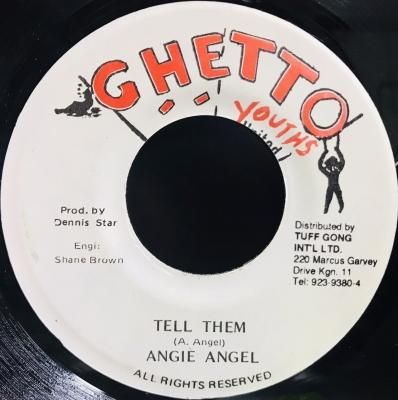 GHETTO
YOUTHS
United
Prod. by
Dennis Star
Engi:
Shane Brown
Distributed by
TUFF GONG
INT'L LTD.
220 Marcus Garvey
Drive Kgn. 11
Tel: 923-9380-4
TELL THEM
(A. Angel)
ANGIE ANGEL
ALL RIGHTS RESERVED